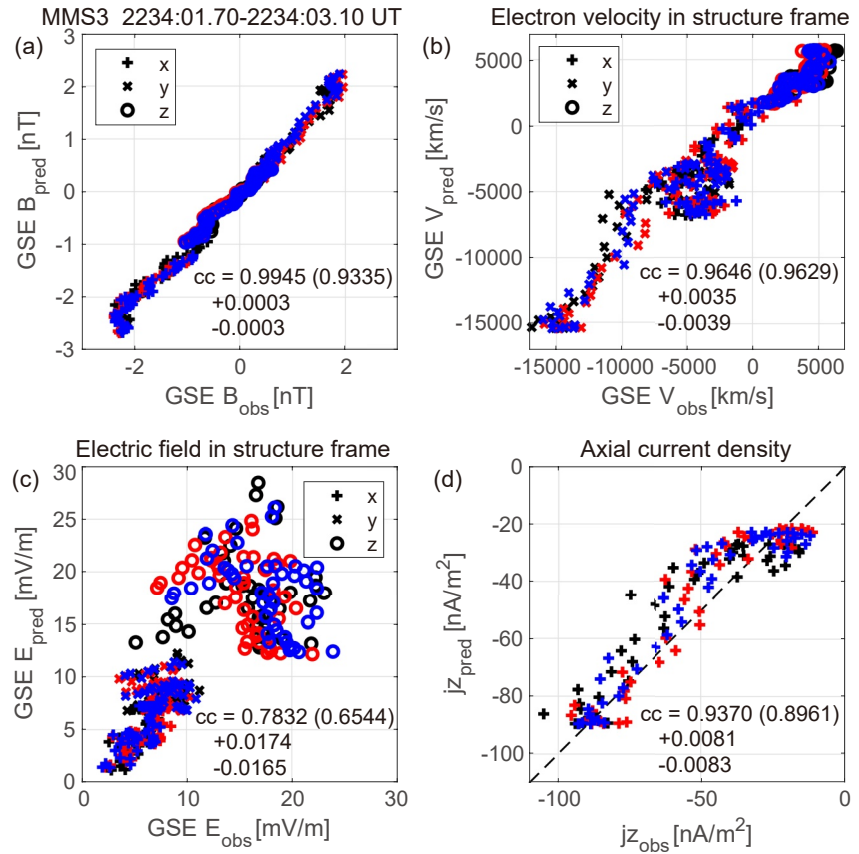 MMS3 2234:01.70-2234:03.10 UT
(a)
x
y
z
GSE B_pred [nT]
3
2
1
0
-1
-2
-3
cc = 0.9945 (0.9335)
+0.0003
-0.0003
-2 0 2
GSE B_obs [nT]
Electron velocity in structure frame
(b)
x
y
z
GSE V_pred [km/s]
5000
0
-5000
-10000
-15000
cc = 0.9646 (0.9629)
+0.0035
-0.0039
-15000 -10000 -5000 0 5000
GSE V_obs [km/s]
Electric field in structure frame
(c)
x
y
z
GSE E_pred [mV/m]
30
25
20
15
10
5
0
cc = 0.7832 (0.6544)
+0.0174
-0.0165
0 10 20 30
GSE E_obs [mV/m]
Axial current density
(d)
jz_pred [nA/m²]
0
-20
-40
-60
-80
-100
cc = 0.9370 (0.8961)
+0.0081
-0.0083
-100 -50 0
jz_obs [nA/m²]